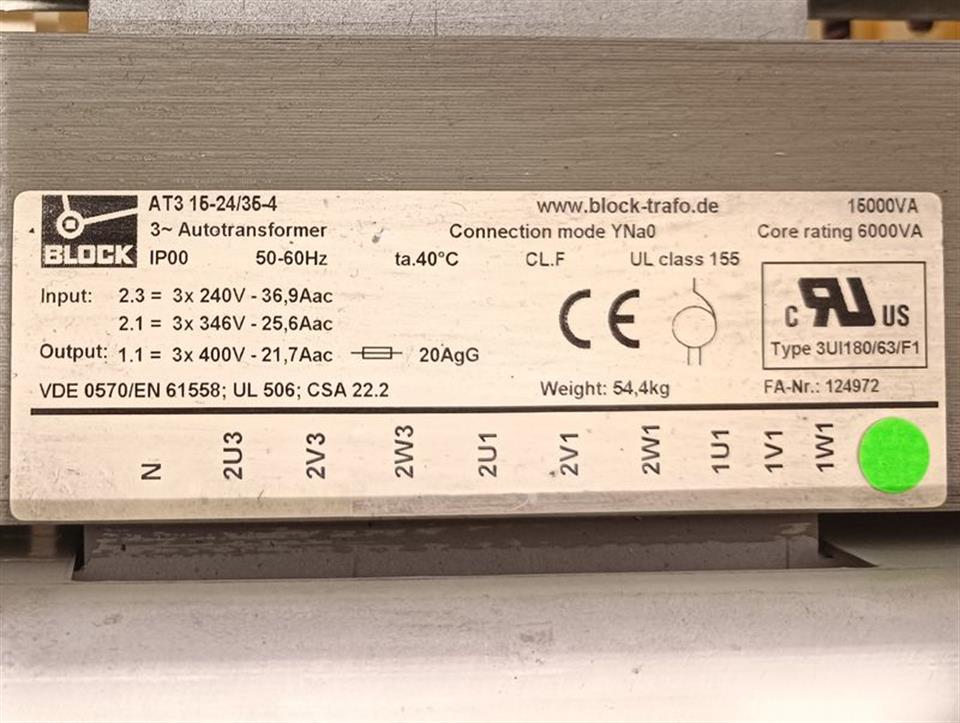 BLOCK
AT3 15-24/35-4
www.block-trafo.de
15000VA
3~ Autotransformer
Connection mode YNa0
Core rating 6000VA
IP00 50-60Hz ta.40°C CL.F UL class 155
Input: 2.3 = 3x 240V - 36,9Aac
2.1 = 3x 346V - 25,6Aac
Output: 1.1 = 3x 400V - 21,7Aac 20AgG
CE
C RU US
Type 3UI180/63/F1
VDE 0570/EN 61558; UL 506; CSA 22.2
Weight: 54,4kg
FA-Nr.: 124972
N 2U3 2V3 2W3 2U1 2V1 2W1 1U1 1V1 1W1